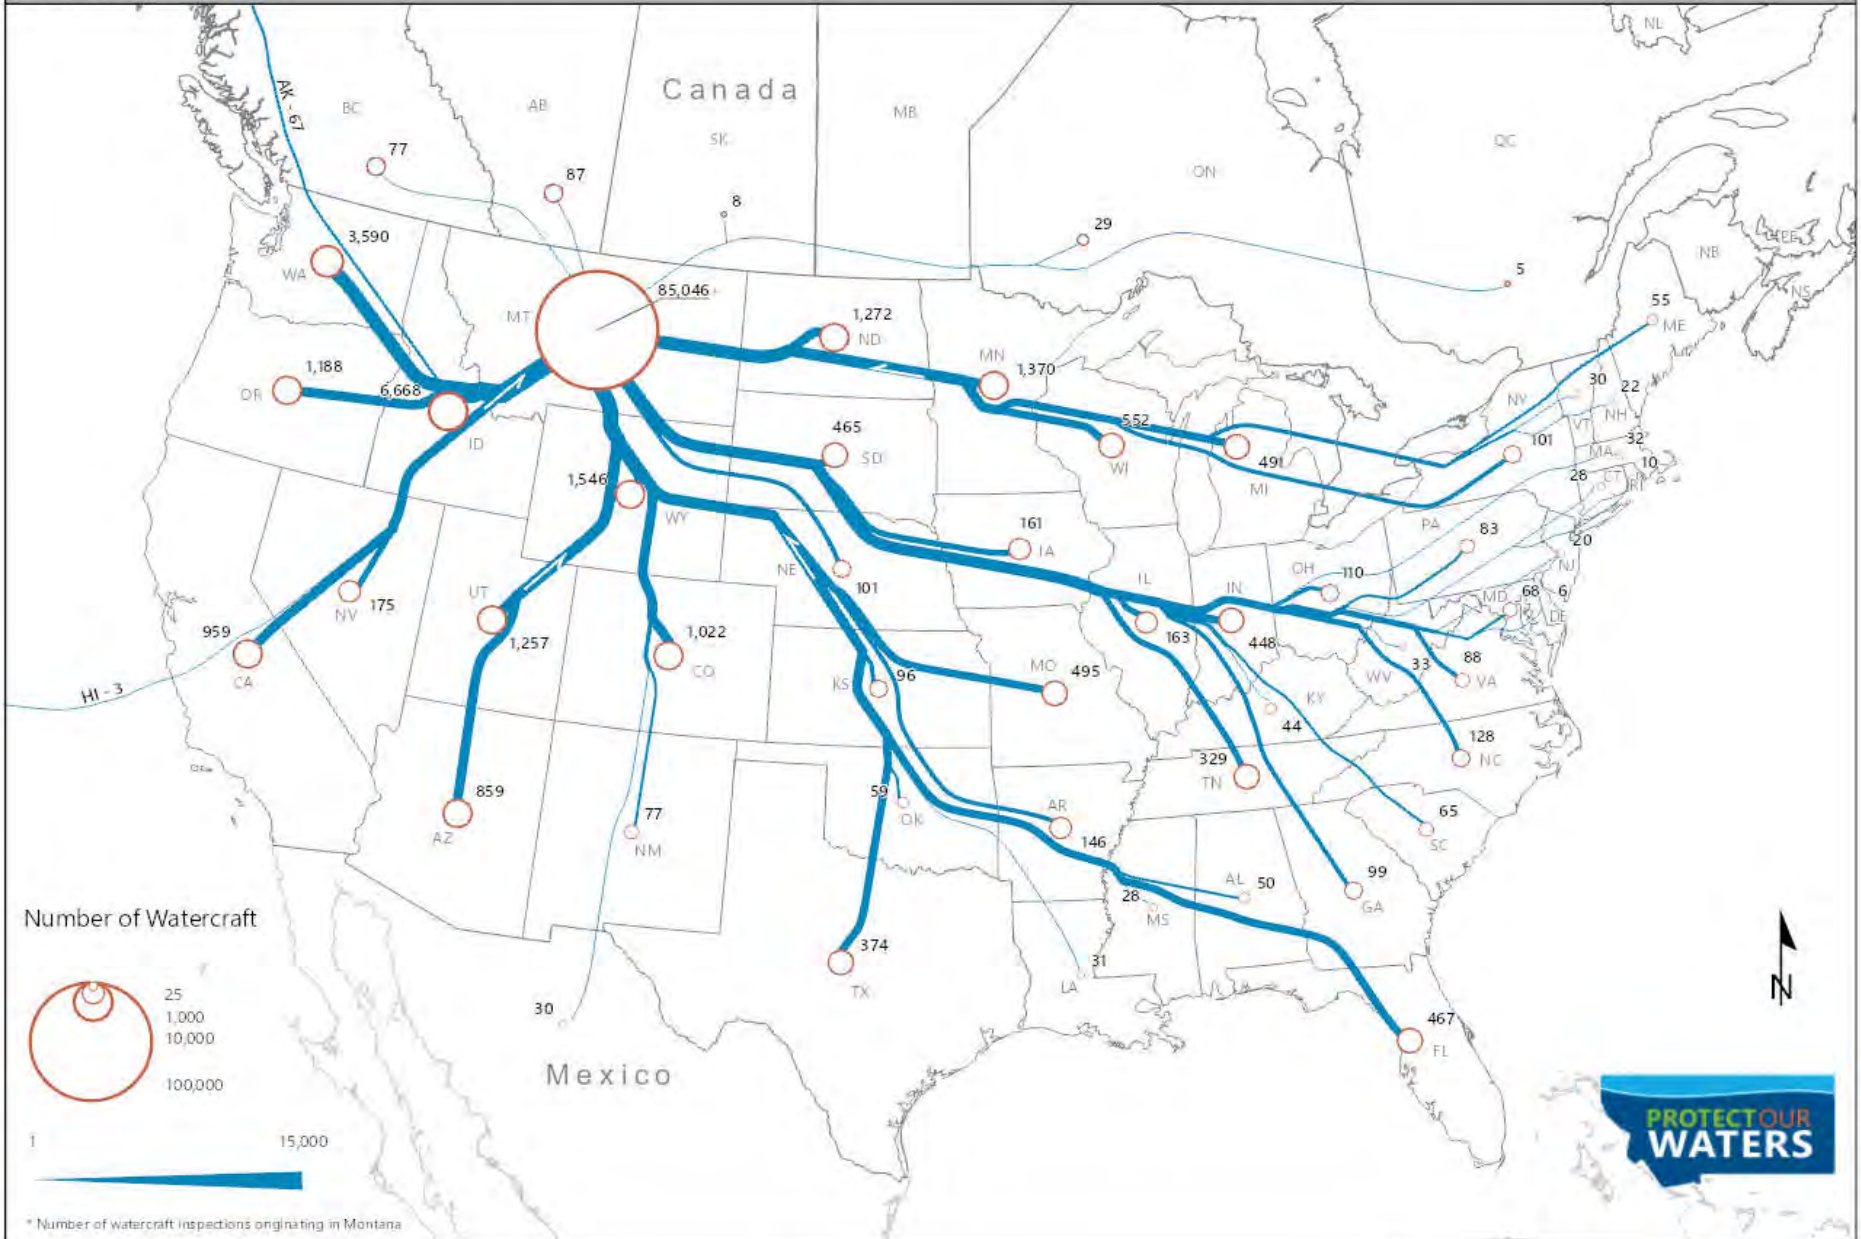 NL
AK - 67
BC
AB
Canada
SK
MB
ON
QC
77
87
8
29
5
PE
NB
NS
3,590
WA
85,046
MT
1,272
ND
MN
1,370
55
ME
1,188
OR
6,668
ID
465
SD
552
WI
491
MI
NY
30
22
VT
NH
101
32
MA
10
28
CT
RI
1,546
WY
161
IA
PA
83
20
NJ
NE
101
IL
IN
OH
110
MD
68
6
DE
UT
1,257
NV
175
959
CA
HI - 3
1,022
CO
163
448
33
88
VA
WV
KS
96
MO
495
KY
44
128
NC
329
TN
859
AZ
77
NM
59
OK
AR
146
65
SC
99
GA
AL
50
28
MS
374
TX
31
LA
467
FL
30
Mexico
N
Number of Watercraft
25
1,000
10,000
100,000
1
15,000
* Number of watercraft inspections originating in Montana
PROTECT OUR
WATERS